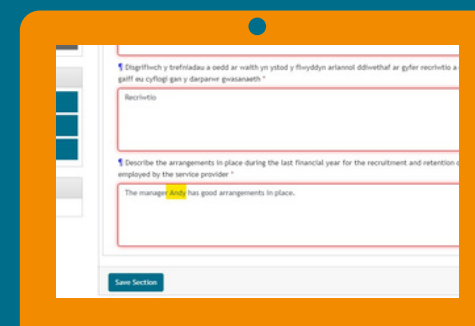 ¶ Disgrifiwch y trefniadau a oedd ar waith yn ystod y flwyddyn ariannol ddiwethaf ar gyfer recriwtio a
gaiff eu cyflogi gan y darparwr gwasanaeth *
Recriwtio
¶ Describe the arrangements in place during the last financial year for the recruitment and retention
employed by the service provider *
The manager Andy has good arrangements in place.
Save Section